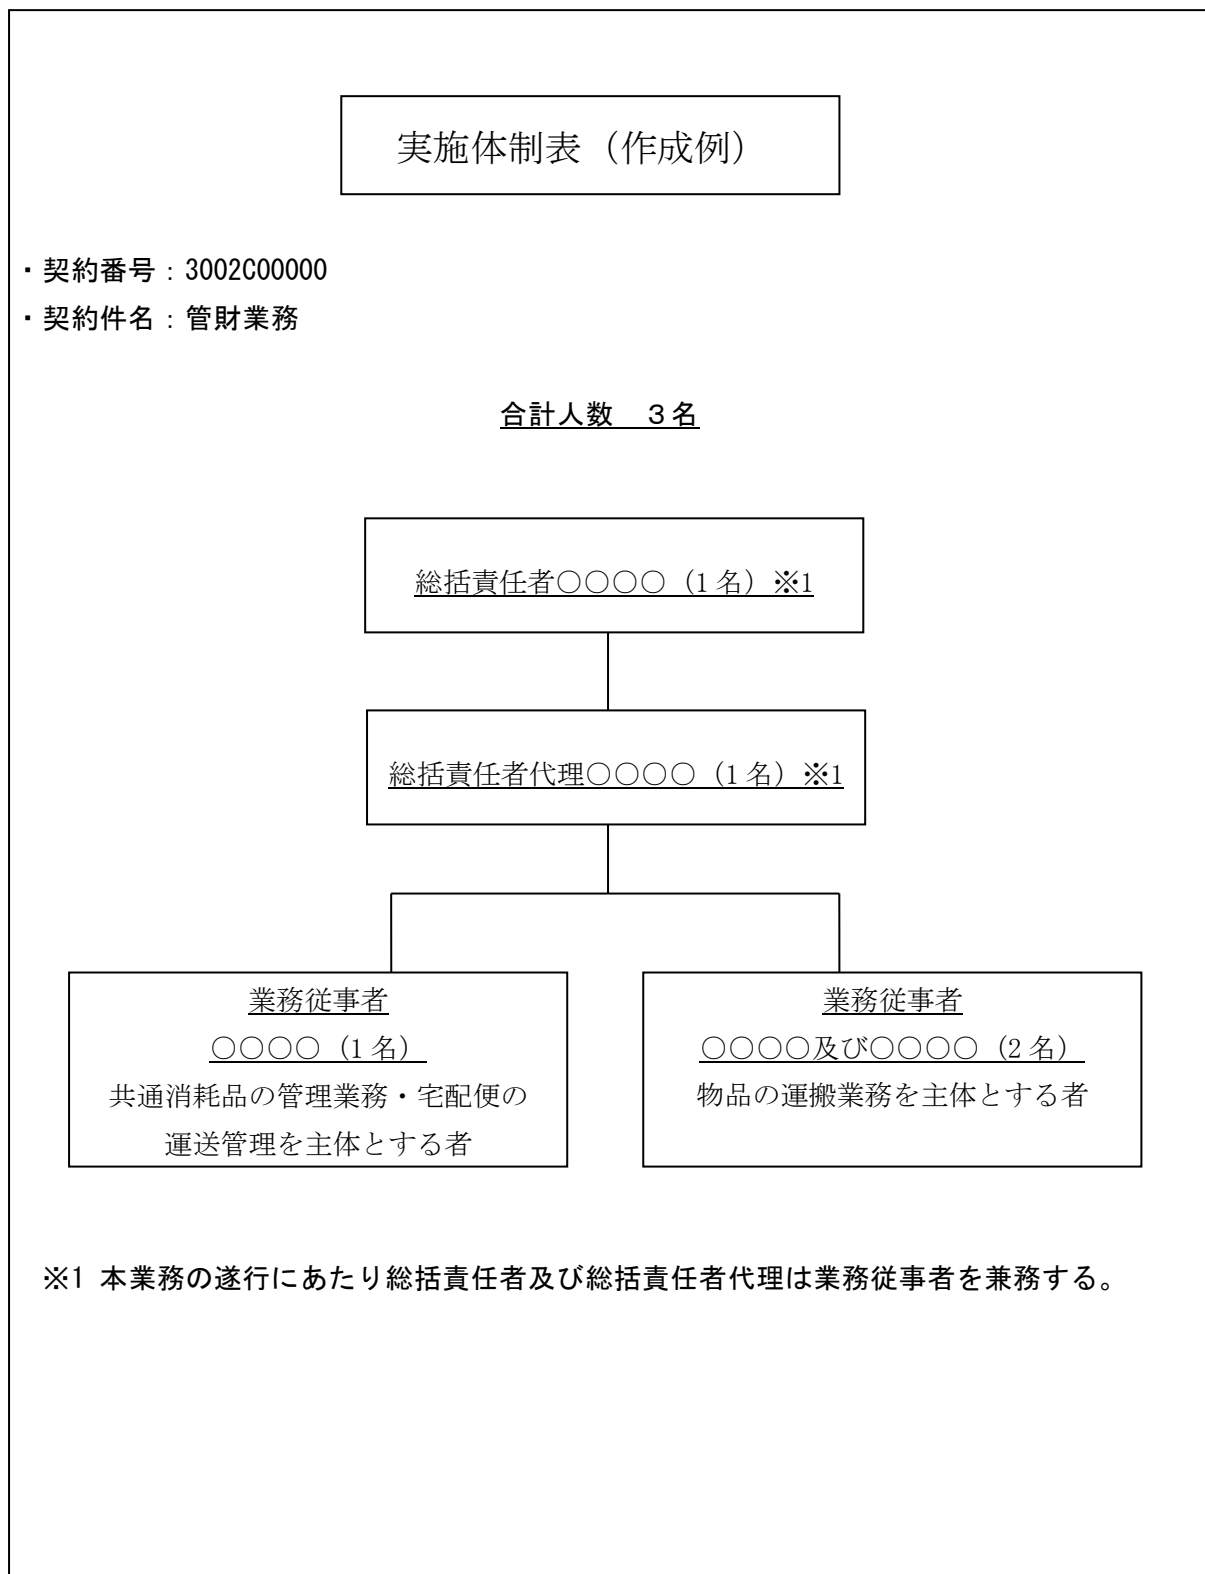 実施体制表（作成例）
・契約番号：3002C00000
・契約件名：管財業務
合計人数　３名
総括責任者○○○○（1 名）※1
総括責任者代理○○○○（1 名）※1
業務従事者
○○○○（1 名）
共通消耗品の管理業務・宅配便の
運送管理を主体とする者
業務従事者
○○○○及び○○○○（2 名）
物品の運搬業務を主体とする者
※1 本業務の遂行にあたり総括責任者及び総括責任者代理は業務従事者を兼務する。